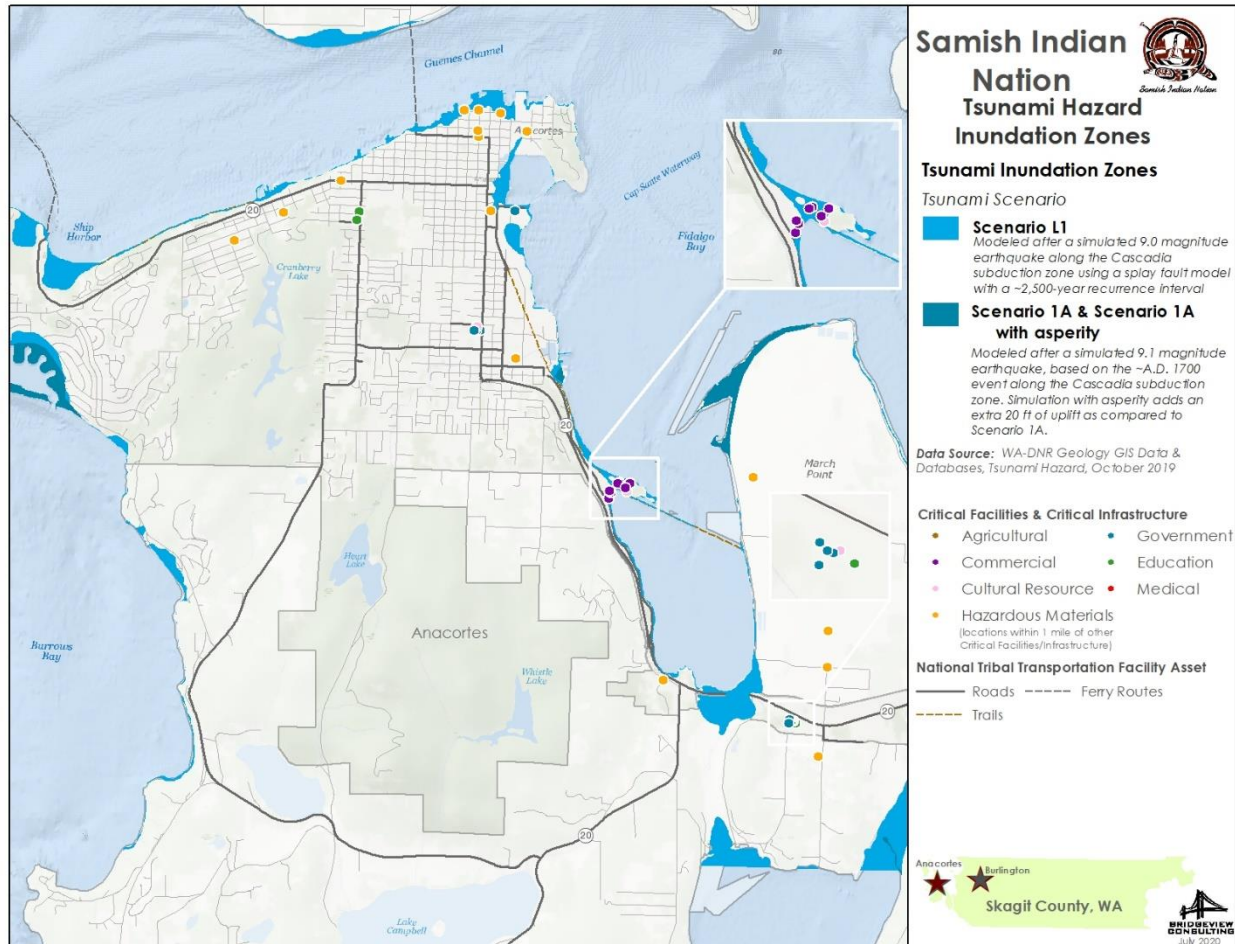 Samish Indian
Nation
Samish Indian Nation
Tsunami Hazard
Inundation Zones
Tsunami Inundation Zones
Tsunami Scenario
Scenario L1
Modeled after a simulated 9.0 magnitude
earthquake along the Cascadia
subduction zone using a splay fault model
with a ~2,500-year recurrence interval
Scenario 1A & Scenario 1A
with asperity
Modeled after a simulated 9.1 magnitude
earthquake, based on the ~A.D. 1700
event along the Cascadia subduction
zone. Simulation with asperity adds an
extra 20 ft of uplift as compared to
Scenario 1A.
Data Source: WA-DNR Geology GIS Data &
Databases, Tsunami Hazard, October 2019
Critical Facilities & Critical Infrastructure
Agricultural
Government
Commercial
Education
Cultural Resource
Medical
Hazardous Materials
(locations within 1 mile of other
Critical Facilities/Infrastructure)
National Tribal Transportation Facility Asset
Roads
Ferry Routes
Trails
Anacortes
Burlington
Skagit County, WA
BRIDGEVIEW
CONSULTING
July 2020
Guemes Channel
80
Anacortes
Cap Sante Waterway
Ship
Harbor
20
Fidalgo
Bay
Cranberry
Lake
20
March
Point
Heart
Lake
Anacortes
Burrows
Bay
Whistle
Lake
20
20
Lake
Campbell